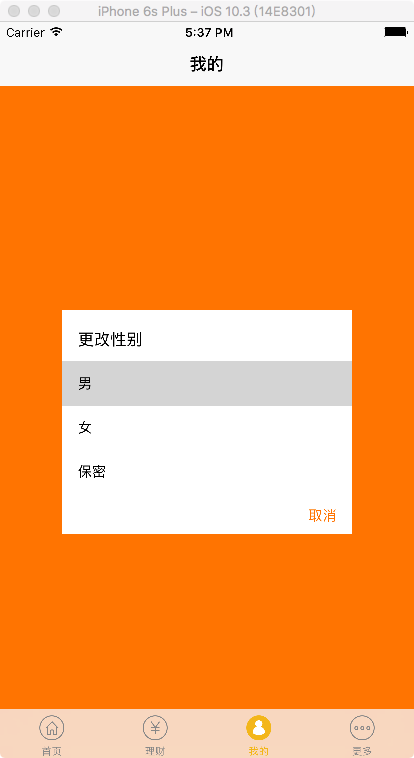 iPhone 6s Plus – iOS 10.3 (14E8301)
Carrier 5:37 PM
我的
更改性别
男
女
保密
取消
首页 理财 我的 更多